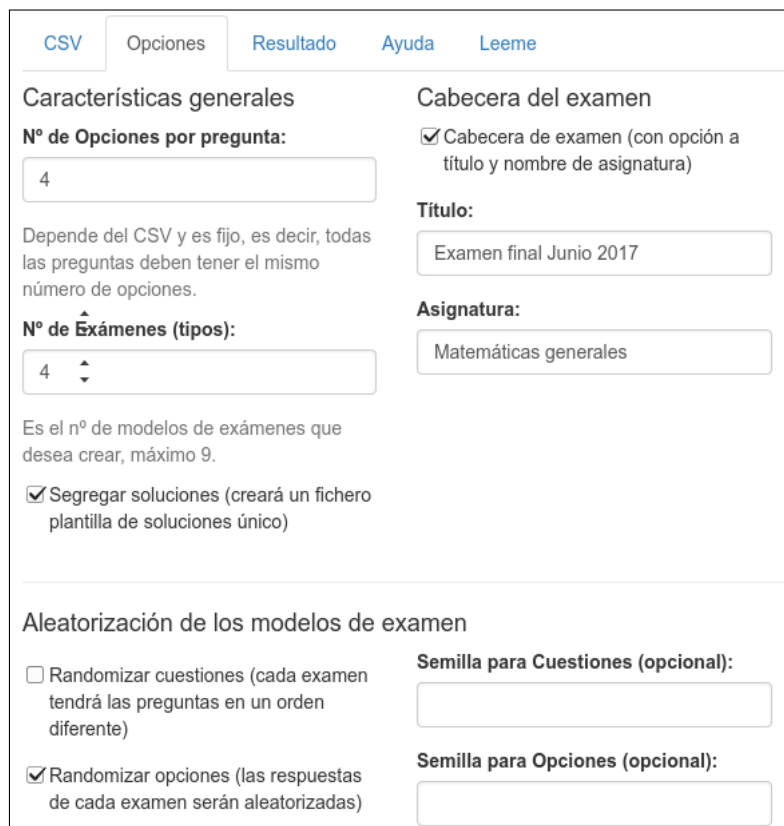 CSV Opciones Resultado Ayuda Leeme
Características generales
Nº de Opciones por pregunta:
4
Depende del CSV y es fijo, es decir, todas
las preguntas deben tener el mismo
número de opciones.
Nº de Exámenes (tipos):
4
Es el nº de modelos de exámenes que
desea crear, máximo 9.
Segregar soluciones (creará un fichero
plantilla de soluciones único)
Cabecera del examen
Cabecera de examen (con opción a
título y nombre de asignatura)
Título:
Examen final Junio 2017
Asignatura:
Matemáticas generales
Aleatorización de los modelos de examen
Randomizar cuestiones (cada examen
tendrá las preguntas en un orden
diferente)
Randomizar opciones (las respuestas
de cada examen serán aleatorizadas)
Semilla para Cuestiones (opcional):
Semilla para Opciones (opcional):